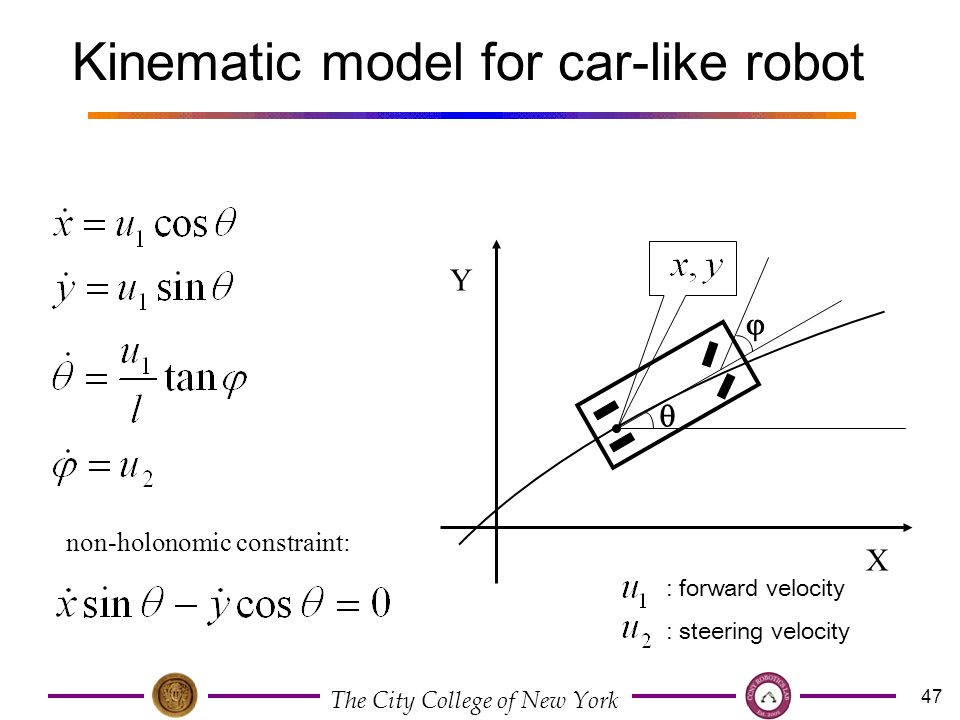 Kinematic model for car-like robot
ẋ = u₁ cos θ
ẏ = u₁ sin θ
θ̇ = u₁/l tan φ
φ̇ = u₂
non-holonomic constraint:
ẋ sin θ − ẏ cos θ = 0
Y
x, y
φ
θ
X
u₁ : forward velocity
u₂ : steering velocity
The City College of New York
47